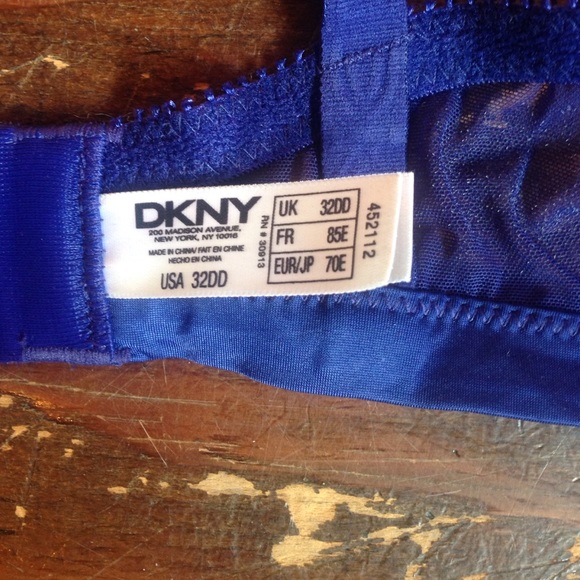 DKNY
200 MADISON AVENUE,
NEW YORK, NY 10016
MADE IN CHINA/ FAIT EN CHINE
HECHO EN CHINA
USA 32DD
RN # 30913
UK 32DD
FR 85E
EUR/JP 70E
452112